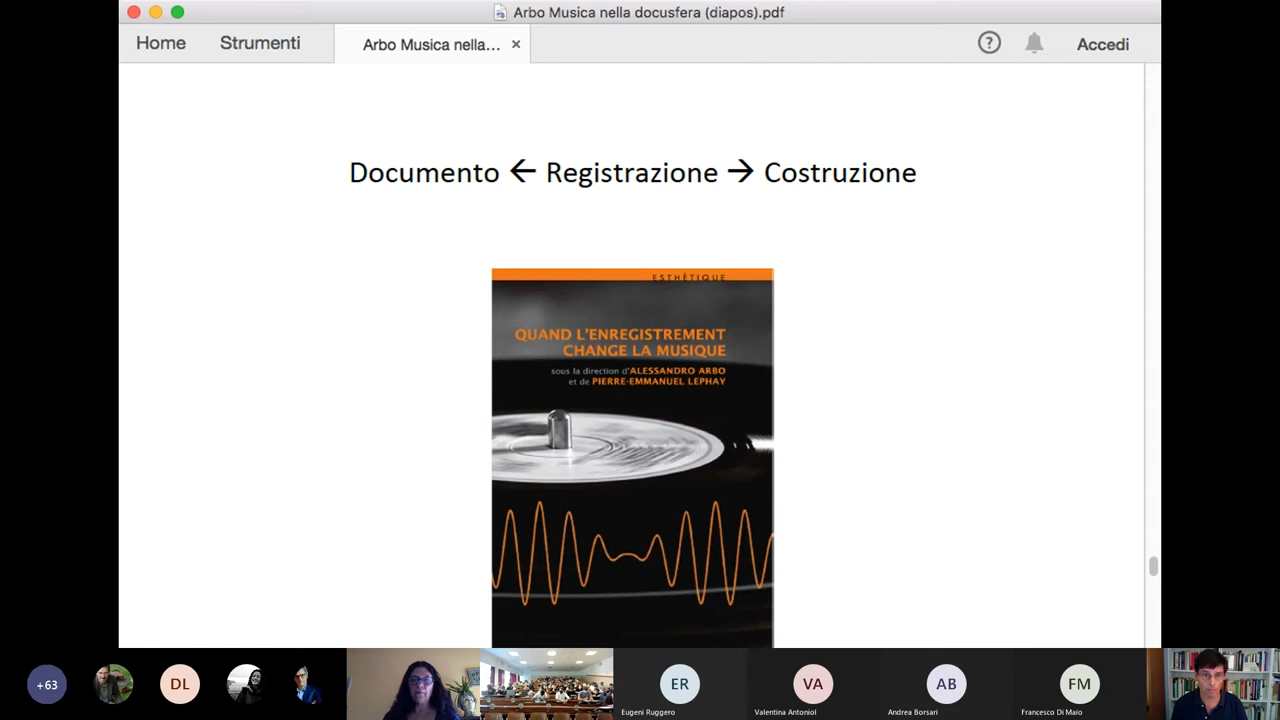 Arbo Musica nella docusfera (diapos).pdf
Home
Strumenti
Arbo Musica nella...
Accedi
Documento ← Registrazione → Costruzione
ESTHÉTIQUE
QUAND L'ENREGISTREMENT
CHANGE LA MUSIQUE
sous la direction d'ALESSANDRO ARBO
et de PIERRE-EMMANUEL LEPHAY
+63
DL
ER
VA
AB
FM
Eugeni Ruggero
Valentina Antoniol
Andrea Borsari
Francesco Di Maio